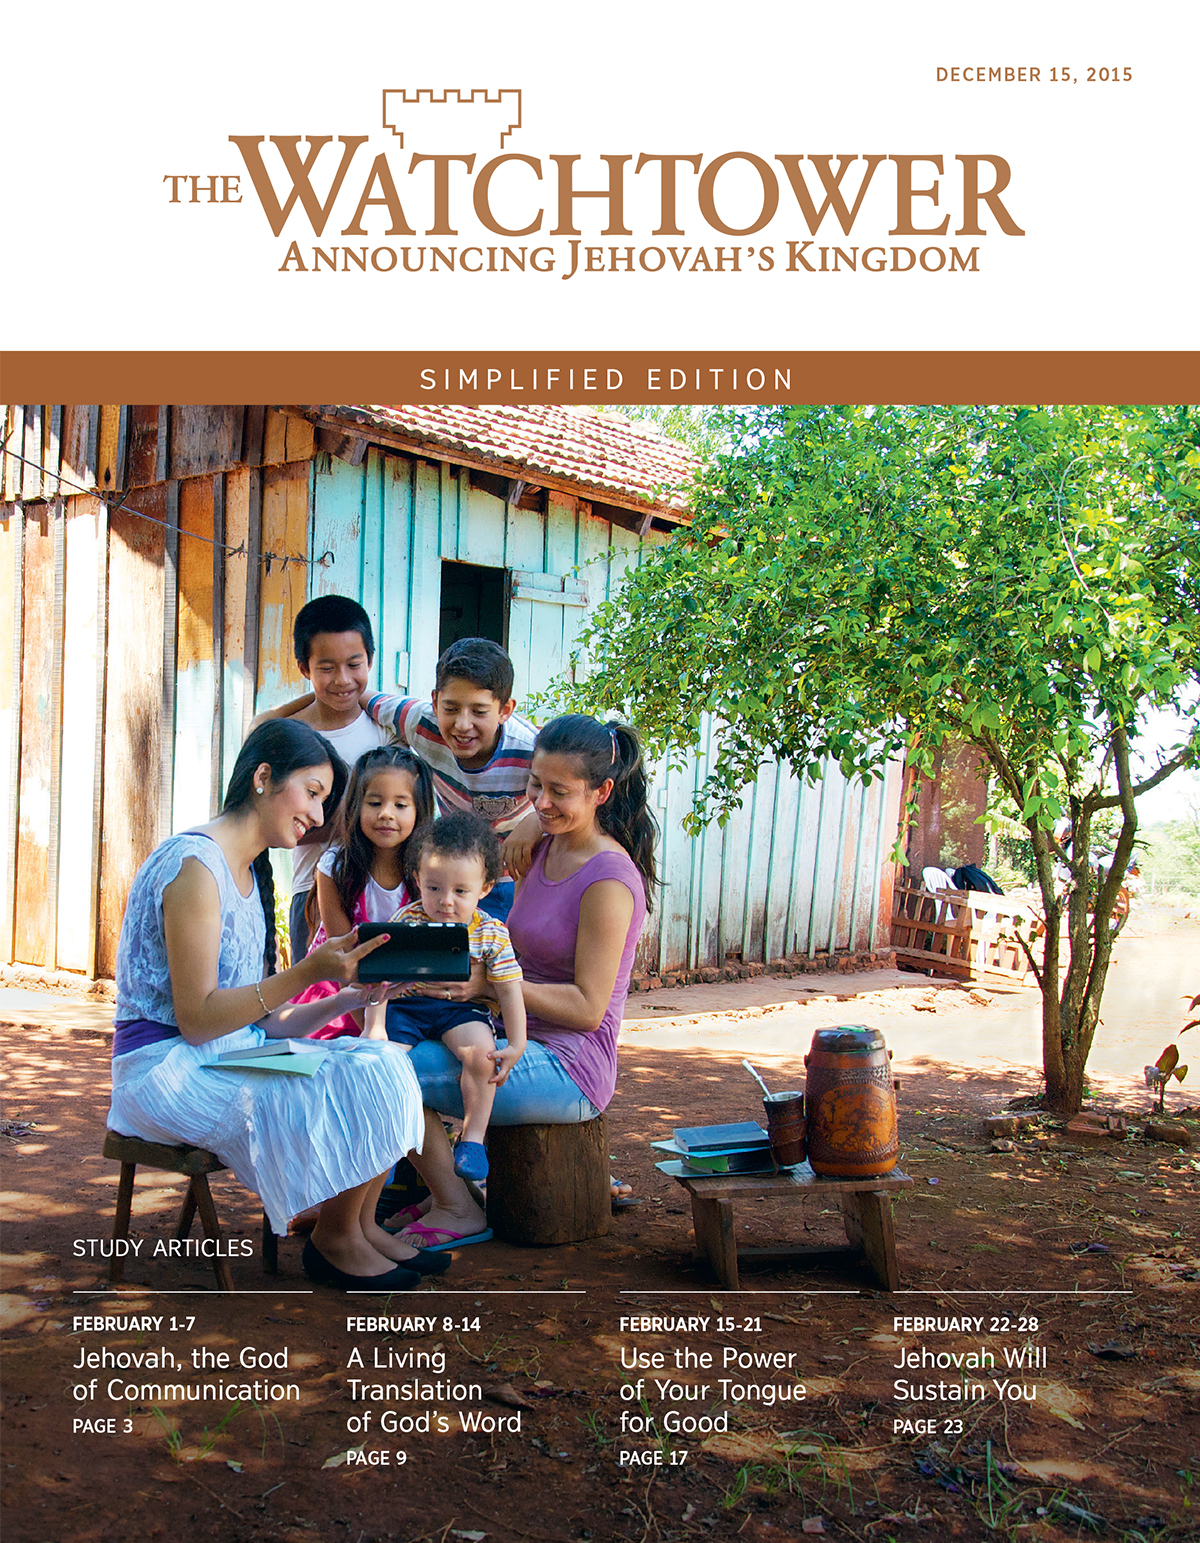 DECEMBER 15, 2015
THE WATCHTOWER
ANNOUNCING JEHOVAH'S KINGDOM
SIMPLIFIED EDITION
STUDY ARTICLES
FEBRUARY 1-7
Jehovah, the God
of Communication
PAGE 3
FEBRUARY 8-14
A Living
Translation
of God's Word
PAGE 9
FEBRUARY 15-21
Use the Power
of Your Tongue
for Good
PAGE 17
FEBRUARY 22-28
Jehovah Will
Sustain You
PAGE 23